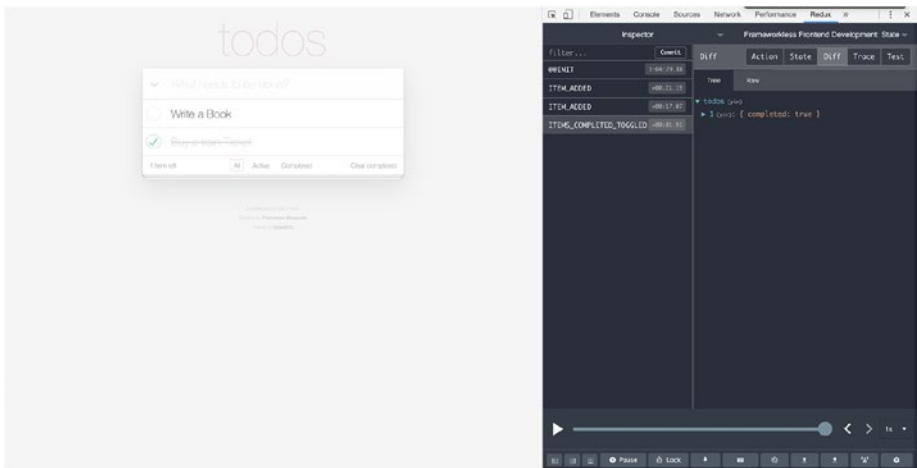 todos
What needs to be done?
Write a Book
Buy a train Ticket
1 item left All Active Completed Clear completed
Elements Console Sources Network Performance Redux
Inspector Frameworkless Frontend Development: State
filter... Commit
@@INIT
ITEM_ADDED
ITEM_ADDED
ITEMS_COMPLETED_TOGGLED
Diff Action State Diff Trace Test
Tree Raw
todos (pin)
1 (pin): { completed: true }
1x
Pause Lock